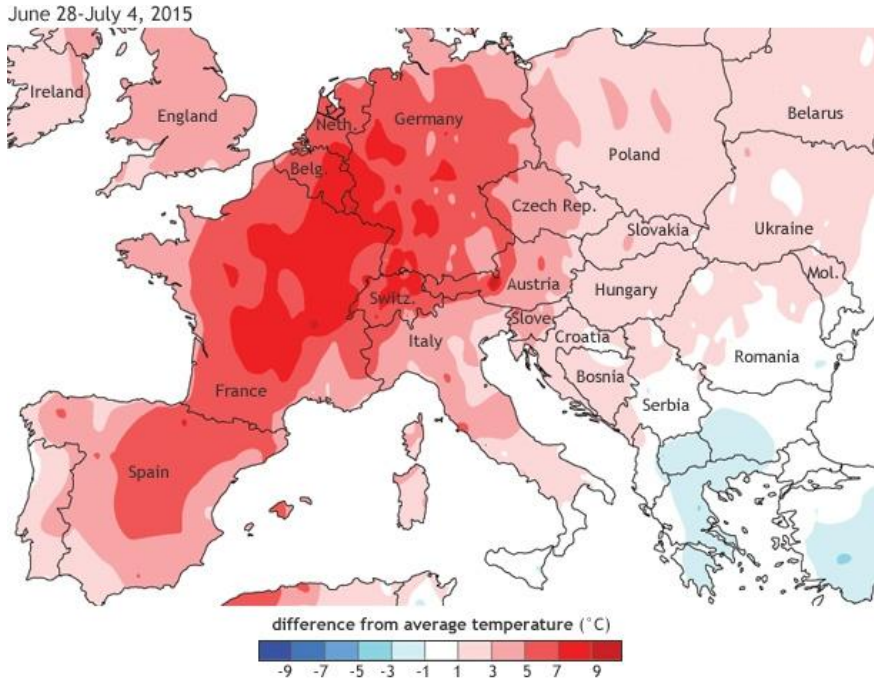 June 28-July 4, 2015
Ireland
England
Neth.
Germany
Belarus
Belg.
Poland
Czech Rep.
Slovakia
Ukraine
Switz.
Austria
Hungary
Mol.
Slove.
Italy
Croatia
Romania
France
Bosnia
Serbia
Spain
difference from average temperature (°C)
-9 -7 -5 -3 -1 1 3 5 7 9